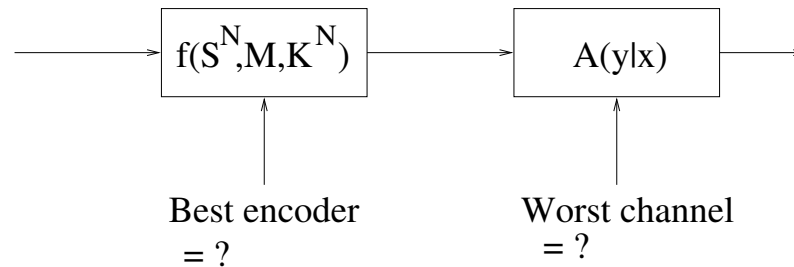 f(S^N,M,K^N)
A(y|x)
Best encoder
= ?
Worst channel
= ?